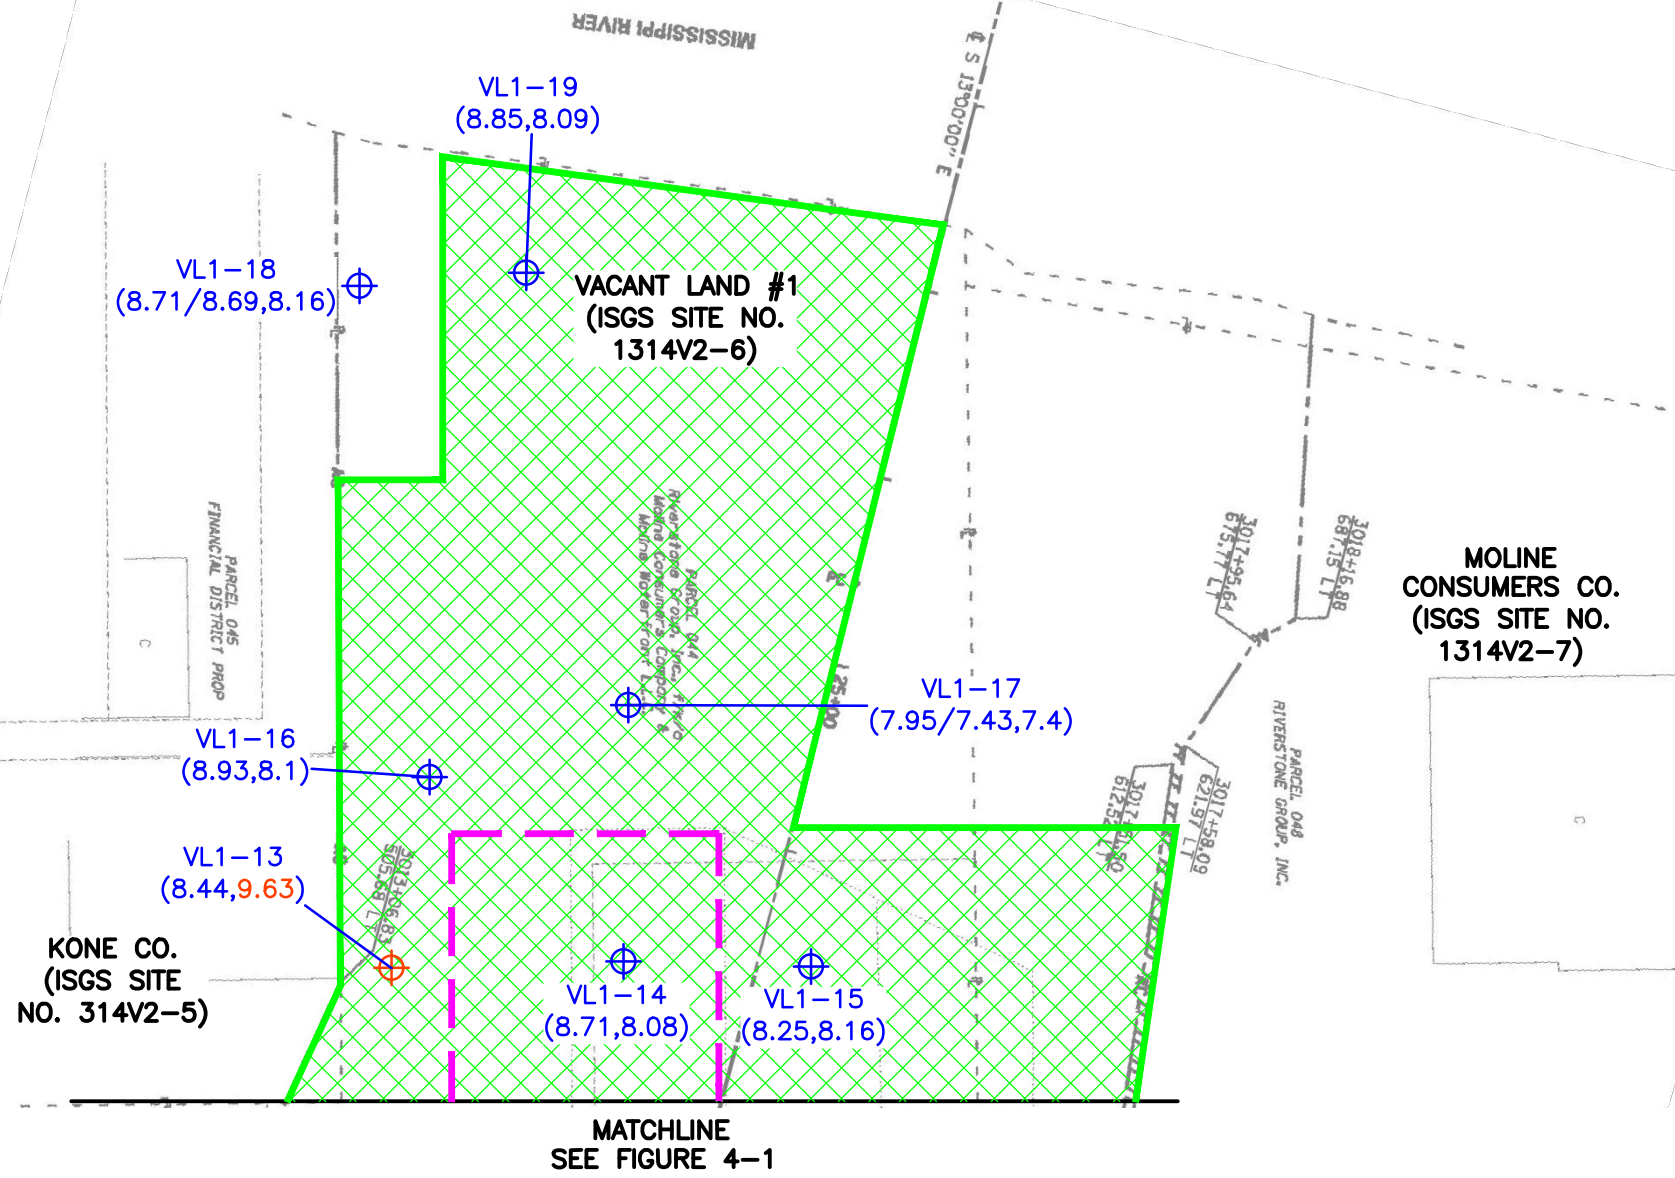 MISSISSIPPI RIVER
℄ S 13°00'00" E
VL1-19
(8.85,8.09)
VL1-18
(8.71/8.69,8.16)
VACANT LAND #1
(ISGS SITE NO.
1314V2-6)
PARCEL 045
FINANCIAL DISTRICT PROP
PARCEL 044
Riverstone Group, Inc., f/k/o
Moline Consumer's Company &
3017+95.64
675.77 LT
3018+16.88
687.15 LT
MOLINE
CONSUMERS CO.
(ISGS SITE NO.
1314V2-7)
VL1-17
(7.95/7.43,7.4)
25+00
VL1-16
(8.93,8.1)
PARCEL 046
RIVERSTONE GROUP, INC.
3017+58.09
621.97 LT
VL1-13
(8.44,9.63)
3013+06.83
505.68 LT
KONE CO.
(ISGS SITE
NO. 314V2-5)
VL1-14
(8.71,8.08)
VL1-15
(8.25,8.16)
MATCHLINE
SEE FIGURE 4-1